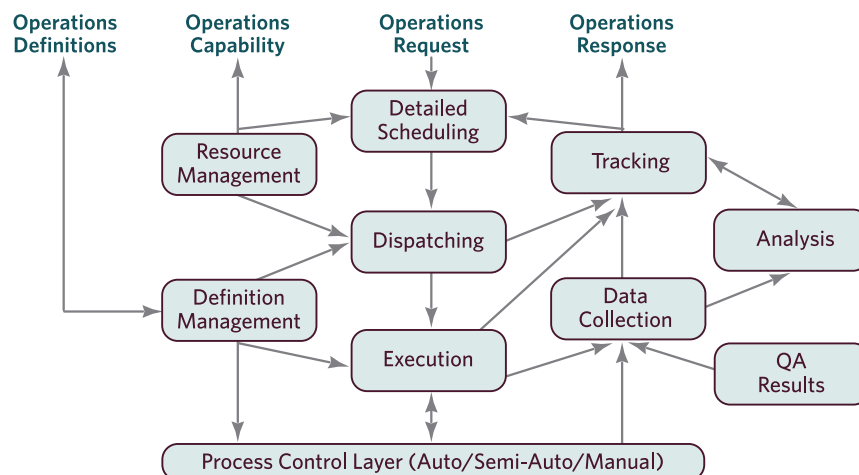 Operations
Definitions
Operations
Capability
Operations
Request
Operations
Response
Detailed
Scheduling
Resource
Management
Tracking
Dispatching
Analysis
Definition
Management
Data
Collection
Execution
QA
Results
Process Control Layer (Auto/Semi-Auto/Manual)